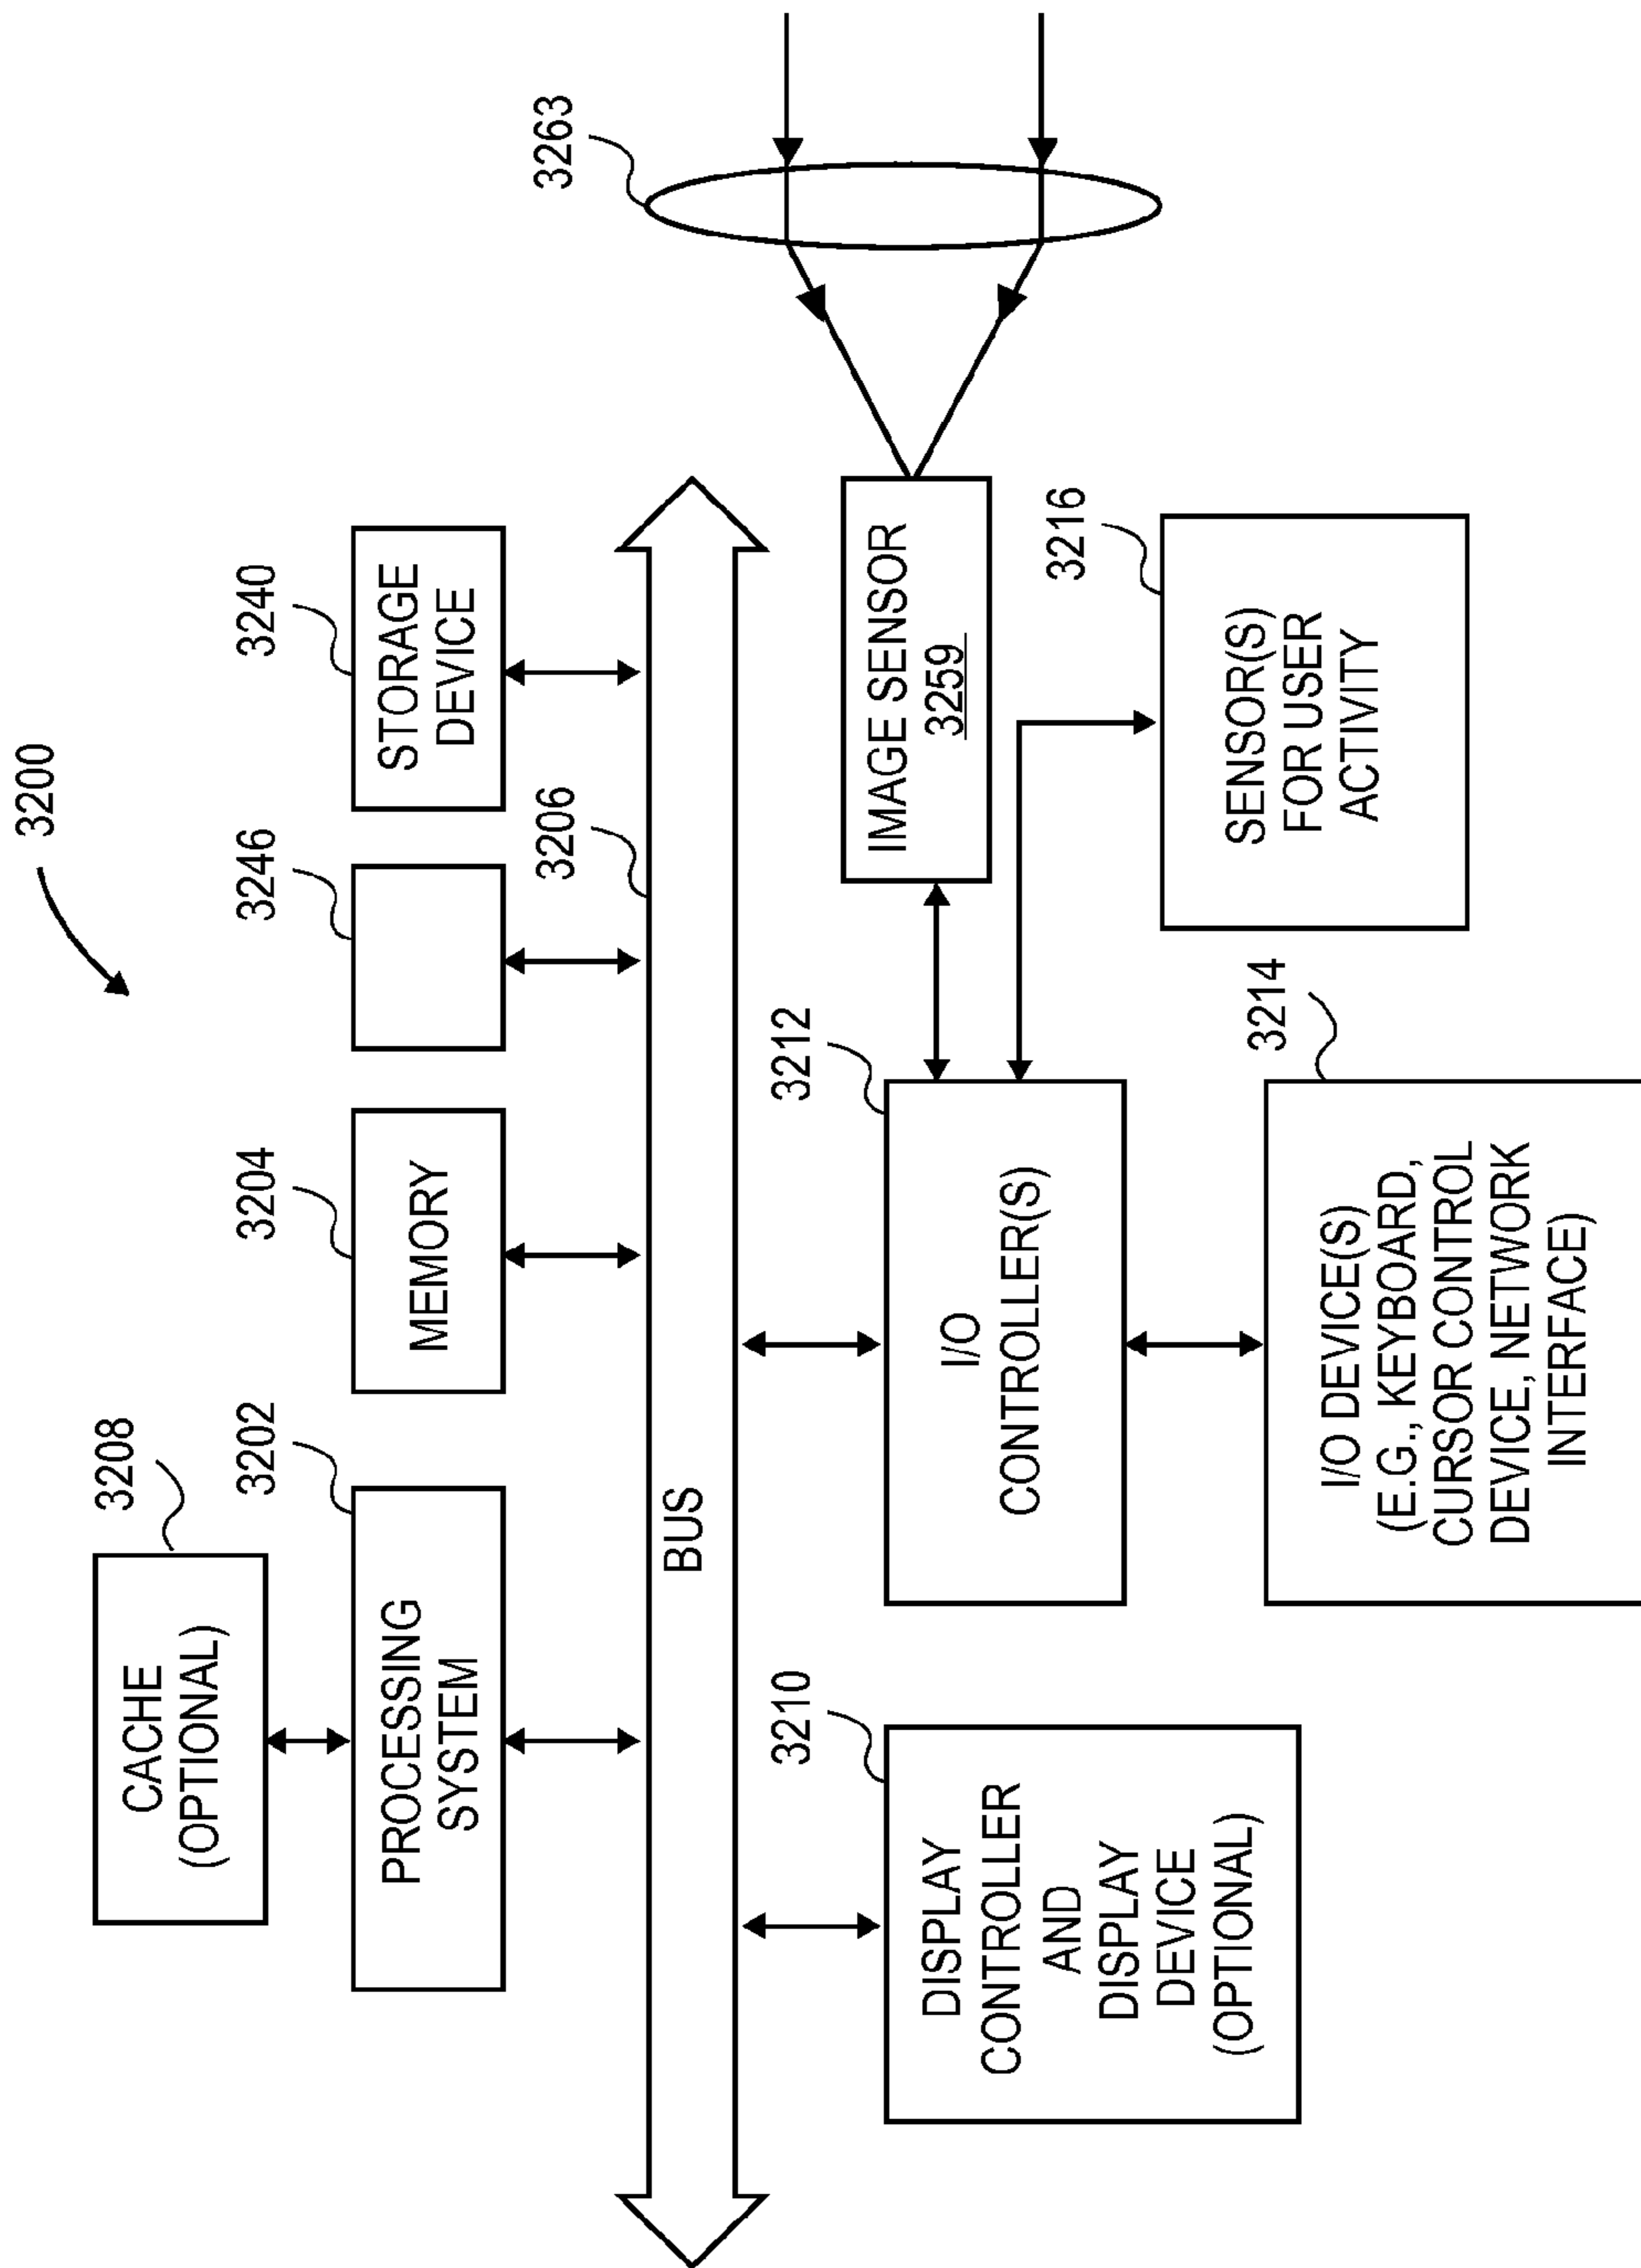 3200
3208
CACHE
(OPTIONAL)
3202
PROCESSING
SYSTEM
3204
MEMORY
3246
3240
STORAGE
DEVICE
3206
BUS
3263
3210
DISPLAY
CONTROLLER
AND
DISPLAY
DEVICE
(OPTIONAL)
3212
I/O
CONTROLLER(S)
IMAGE SENSOR
3259
3214
I/O DEVICE(S)
(E.G., KEYBOARD,
CURSOR CONTROL
DEVICE, NETWORK
INTERFACE)
3216
SENSOR(S)
FOR USER
ACTIVITY